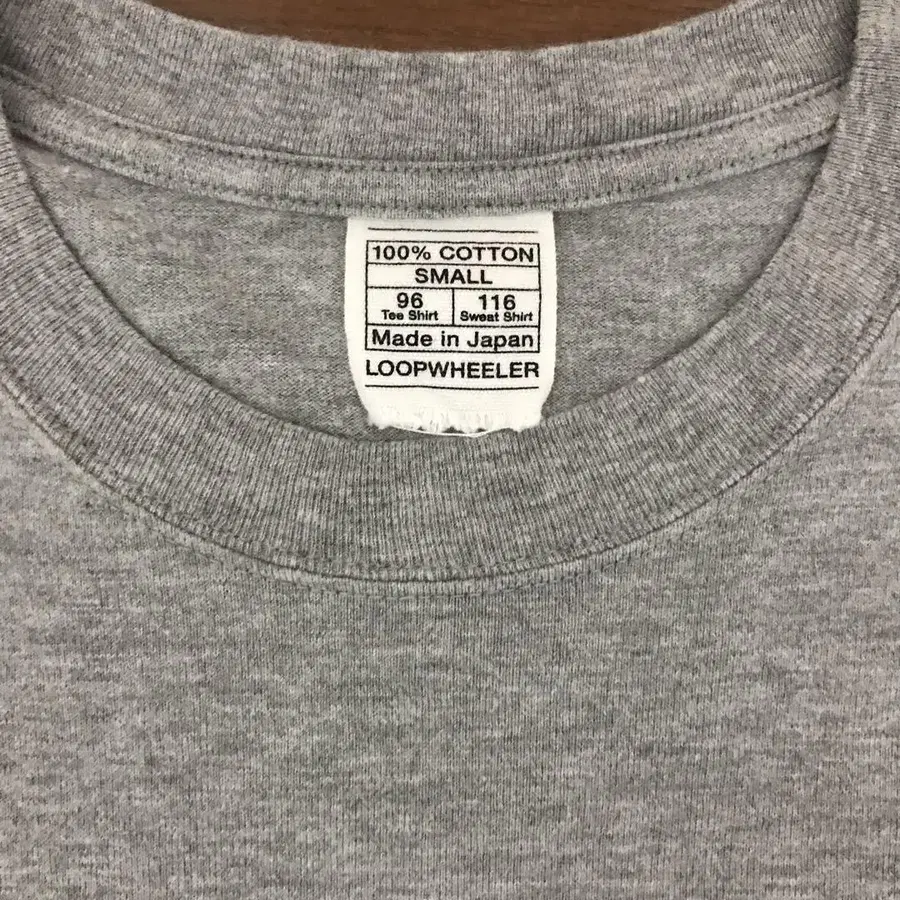 100% COTTON
SMALL
96 116
Tee Shirt Sweat Shirt
Made in Japan
LOOPWHEELER